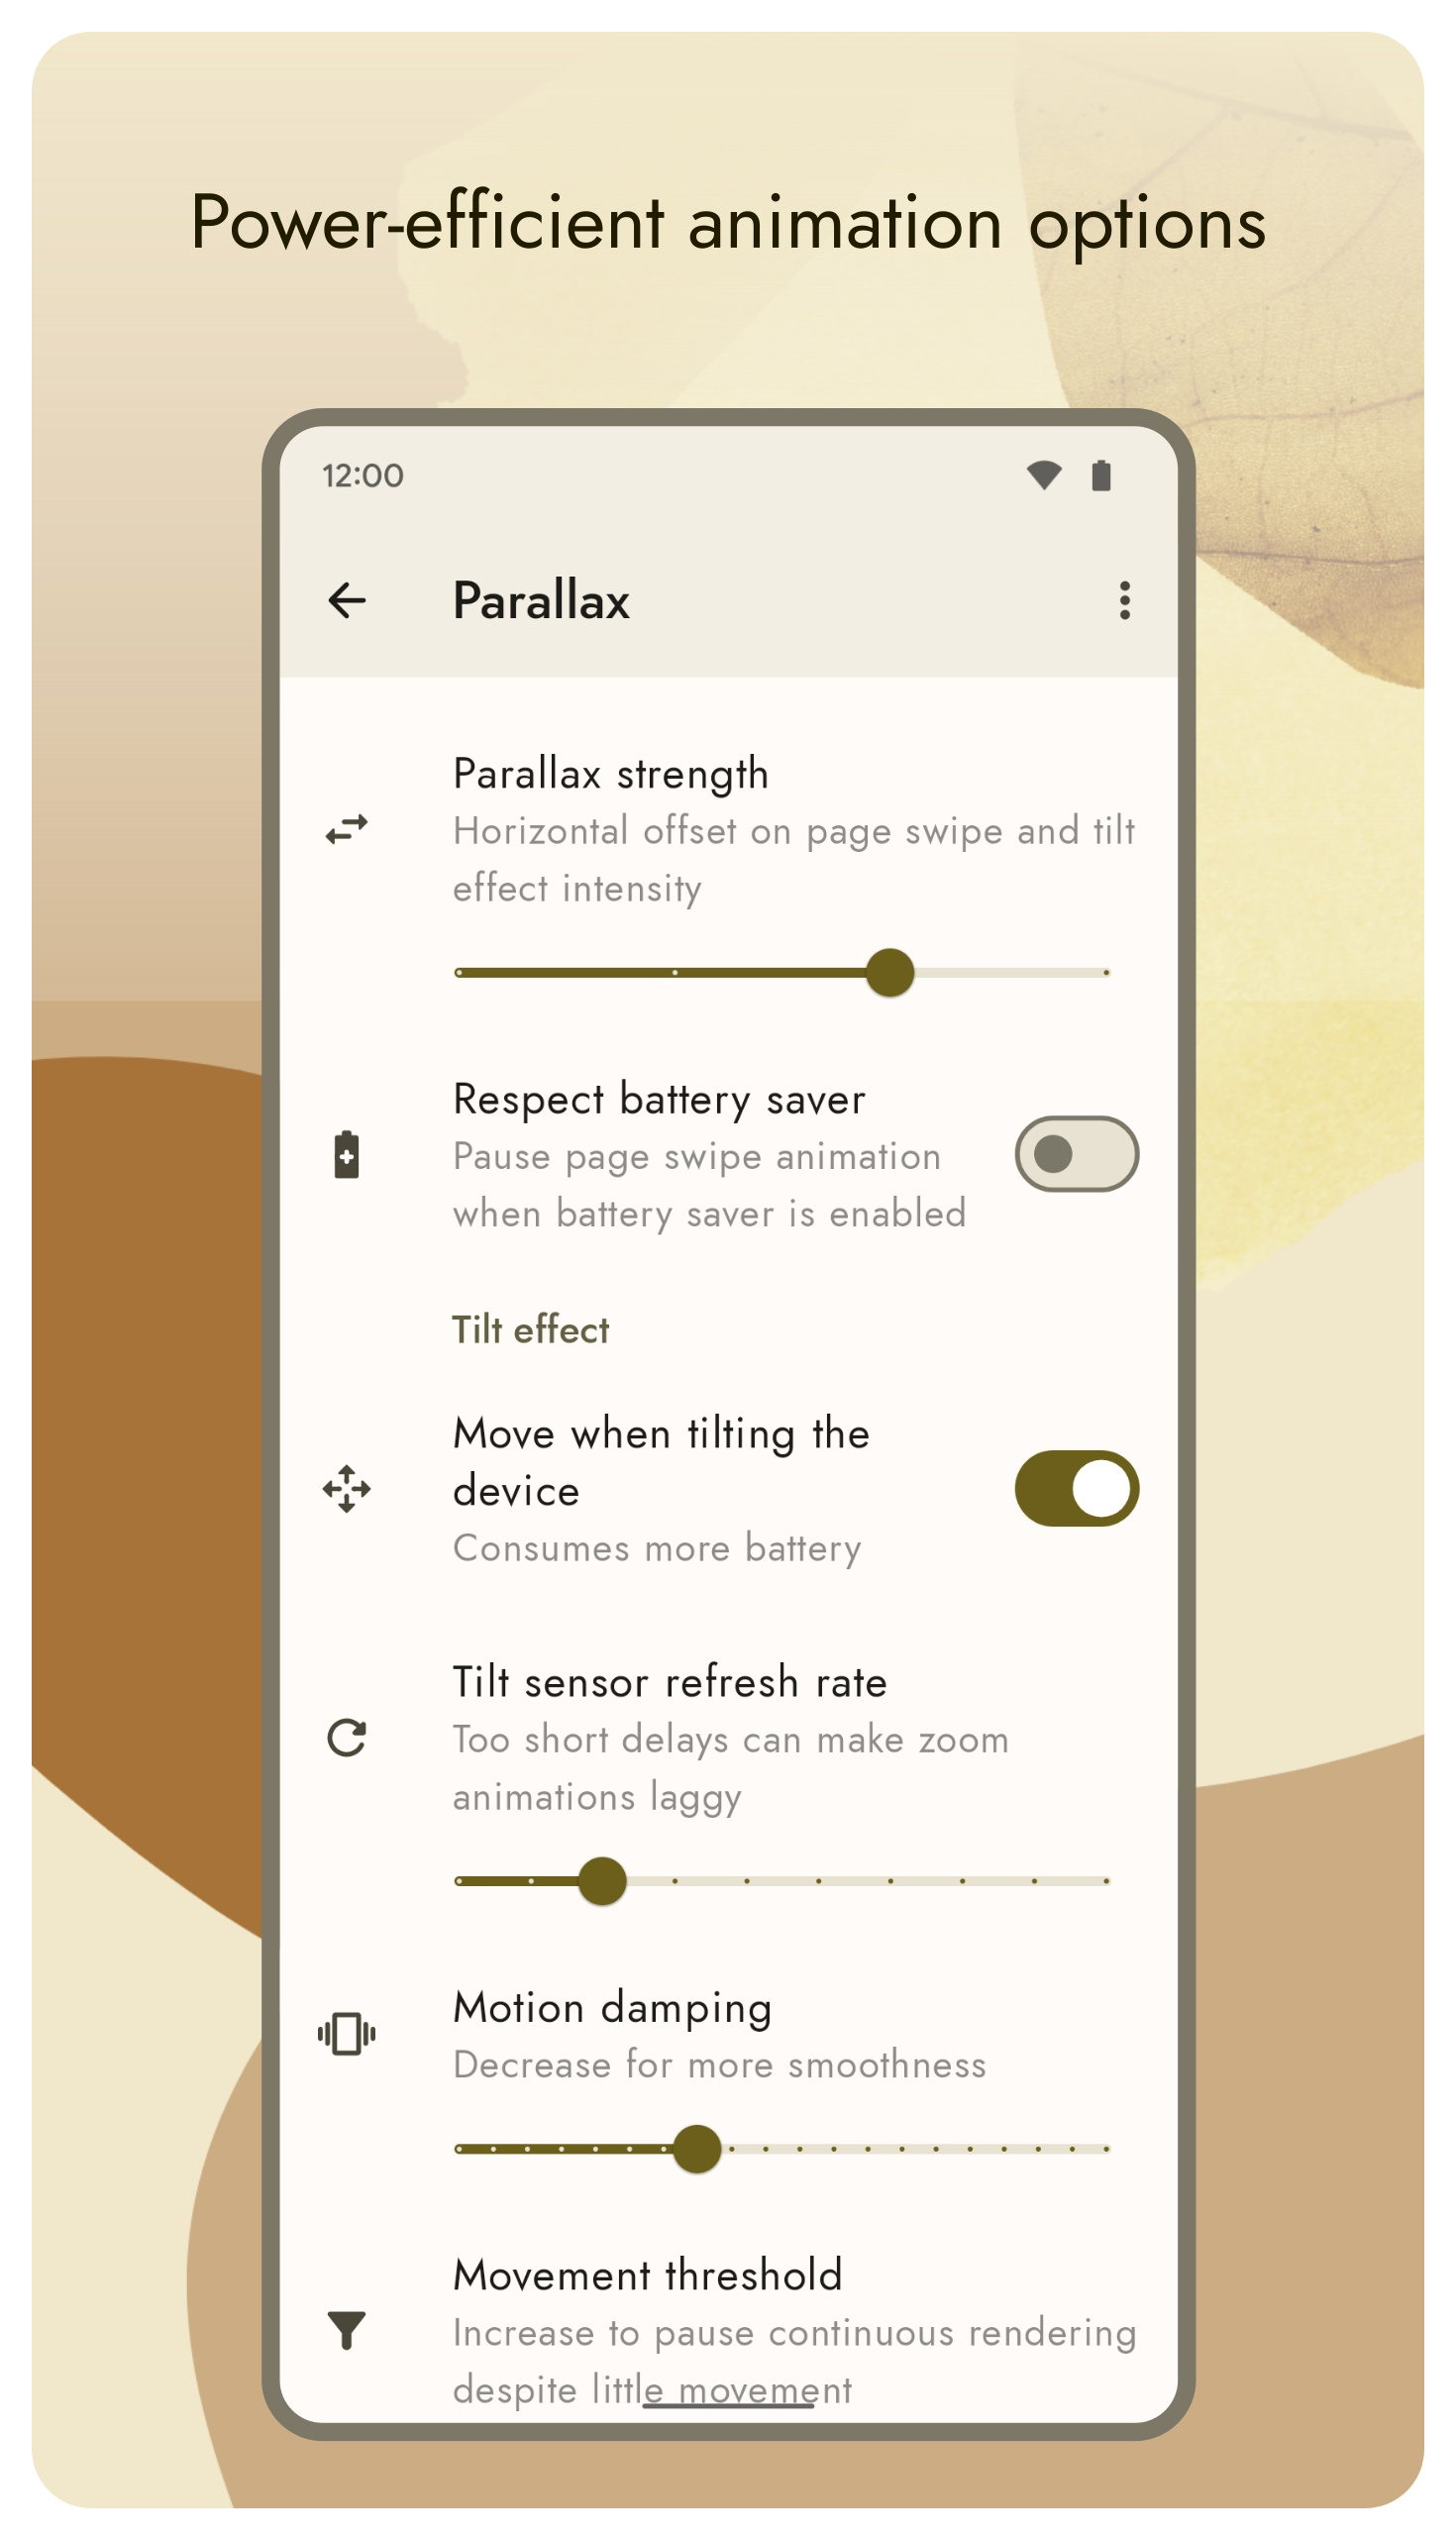 Power-efficient animation options
12:00
Parallax
Parallax strength
Horizontal offset on page swipe and tilt
effect intensity
Respect battery saver
Pause page swipe animation
when battery saver is enabled
Tilt effect
Move when tilting the
device
Consumes more battery
Tilt sensor refresh rate
Too short delays can make zoom
animations laggy
Motion damping
Decrease for more smoothness
Movement threshold
Increase to pause continuous rendering
despite little movement